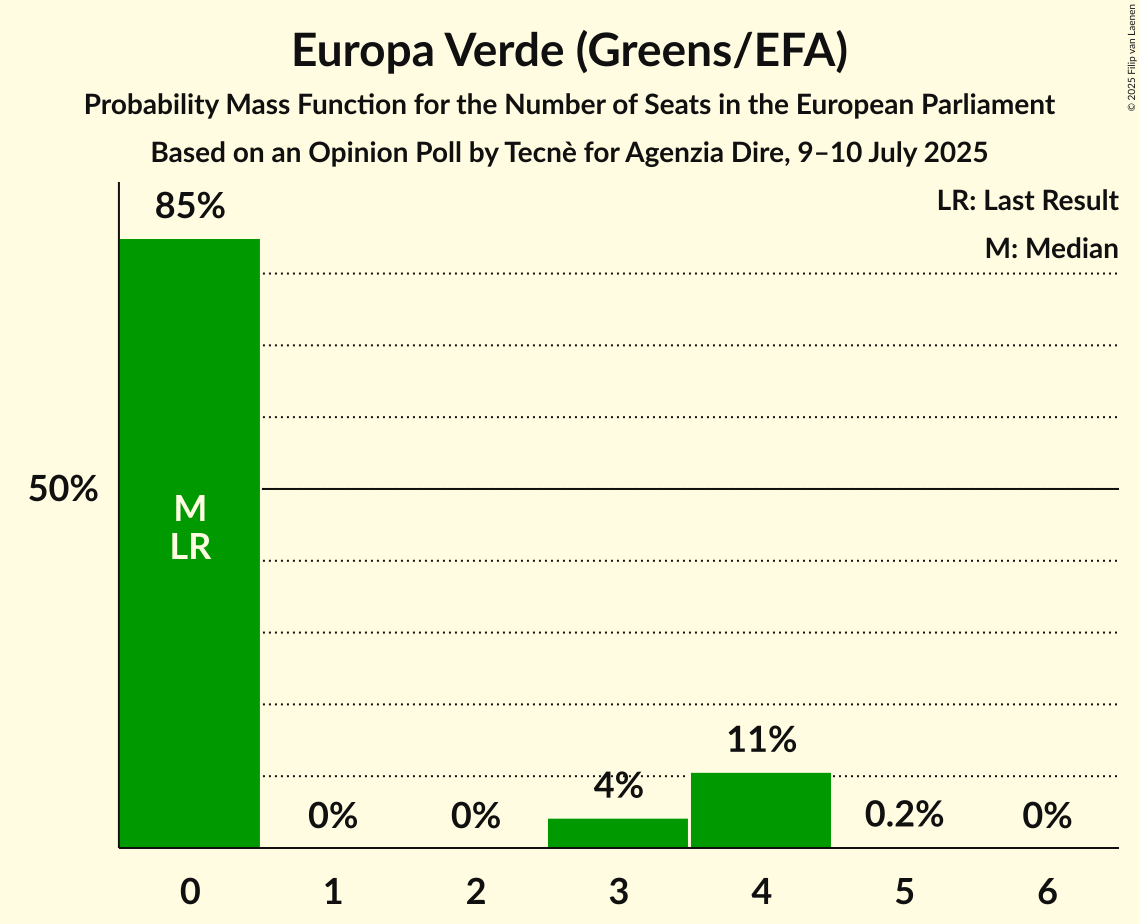 Europa Verde (Greens/EFA)
Probability Mass Function for the Number of Seats in the European Parliament
Based on an Opinion Poll by Tecnè for Agenzia Dire, 9–10 July 2025
© 2025 Filip van Laenen
LR: Last Result
M: Median
85%
50%
M
LR
0%
0%
4%
11%
0.2%
0%
0
1
2
3
4
5
6